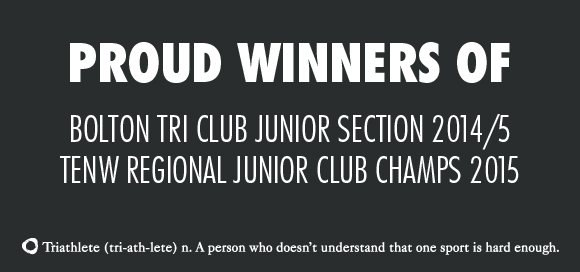 PROUD WINNERS OF
BOLTON TRI CLUB JUNIOR SECTION 2014/5
TENW REGIONAL JUNIOR CLUB CHAMPS 2015
Triathlete (tri-ath-lete) n. A person who doesn't understand that one sport is hard enough.